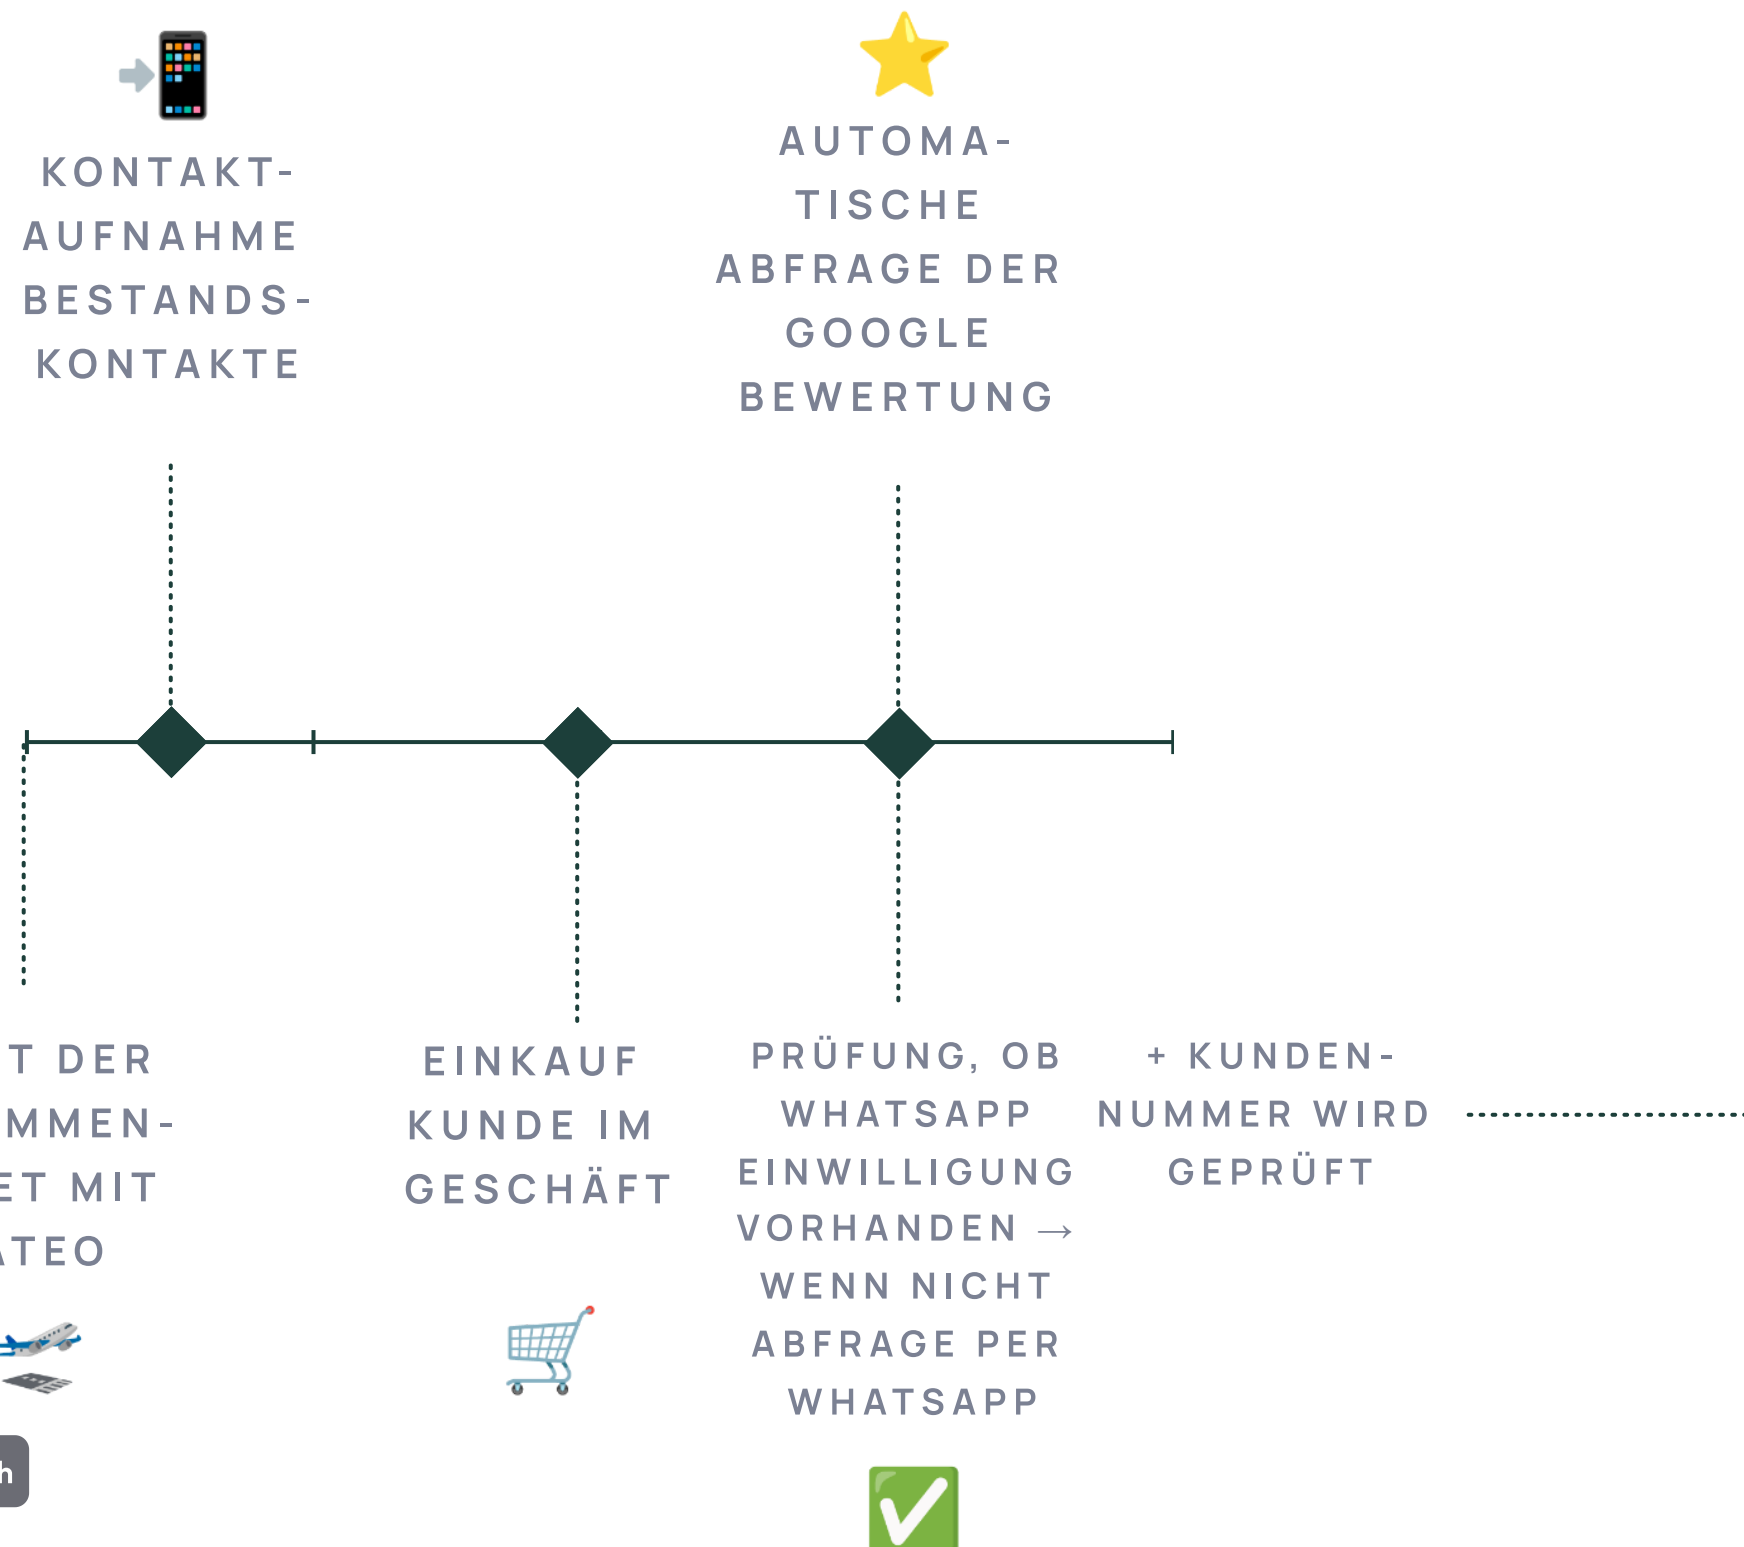 KONTAKT-
AUFNAHME
BESTANDS-
KONTAKTE
AUTOMA-
TISCHE
ABFRAGE DER
GOOGLE
BEWERTUNG
T DER
MMEN-
ET MIT
ATEO
h
EINKAUF
KUNDE IM
GESCHÄFT
PRÜFUNG, OB
WHATSAPP
EINWILLIGUNG
VORHANDEN →
WENN NICHT
ABFRAGE PER
WHATSAPP
+ KUNDEN-
NUMMER WIRD
GEPRÜFT